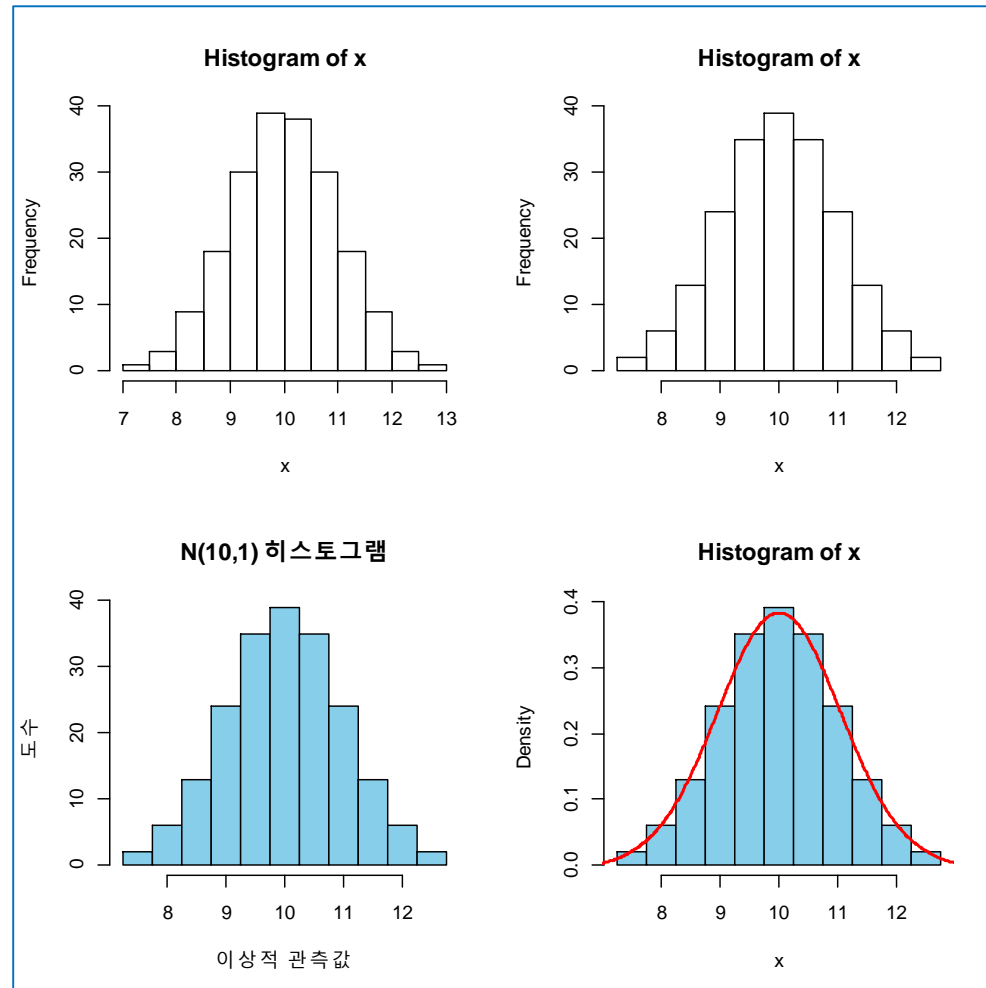 Histogram of x
Frequency
40
30
20
10
0
7 8 9 10 11 12 13
x
Histogram of x
Frequency
40
30
20
10
0
8 9 10 11 12
x
N(10,1) 히스토그램
도수
40
30
20
10
0
8 9 10 11 12
이상적 관측값
Histogram of x
Density
0.4
0.3
0.2
0.1
0.0
8 9 10 11 12
x